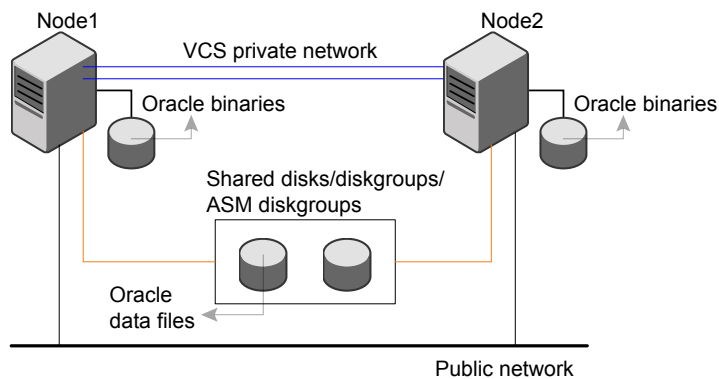 Node1
Node2
VCS private network
Oracle binaries
Oracle binaries
Shared disks/diskgroups/
ASM diskgroups
Oracle
data files
Public network